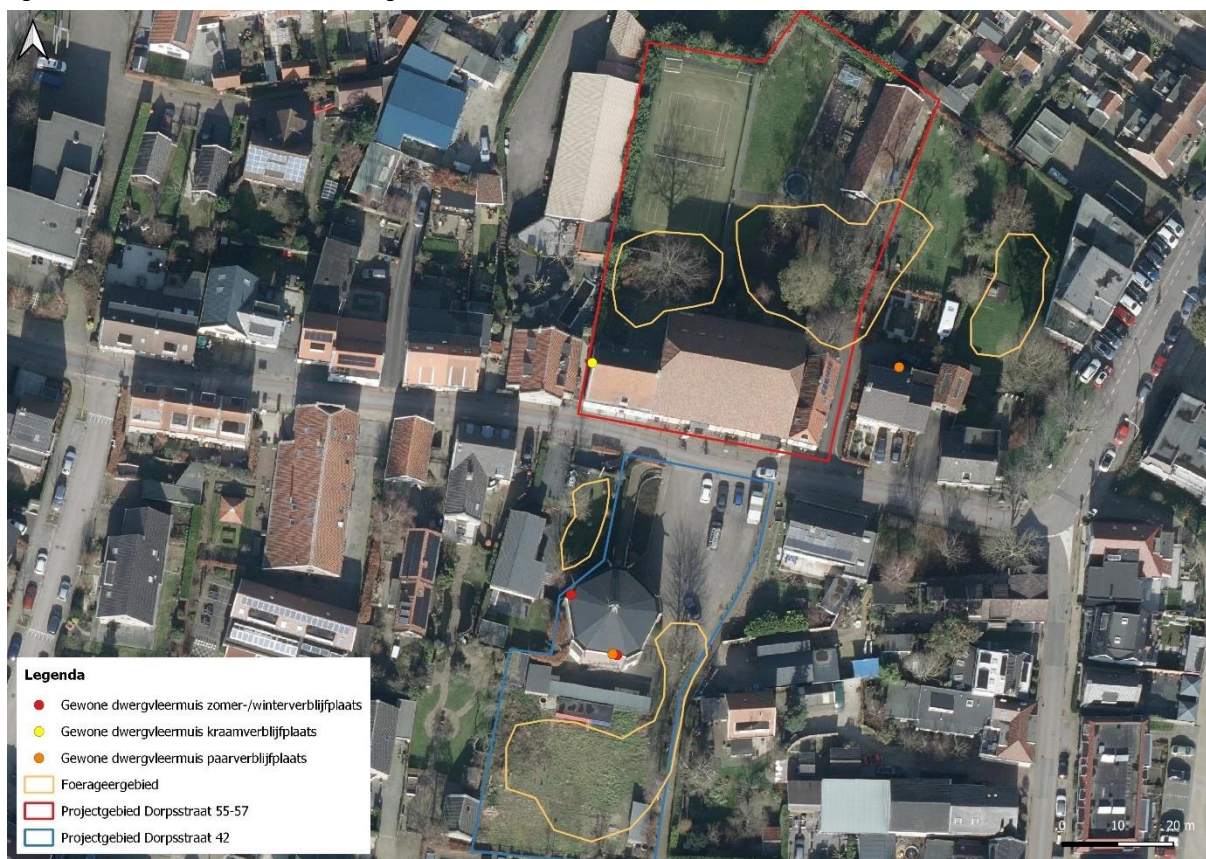 Legenda
Gewone dwergvleermuis zomer-/winterverblijfplaats
Gewone dwergvleermuis kraamverblijfplaats
Gewone dwergvleermuis paarverblijfplaats
Foerageergebied
Projectgebied Dorpsstraat 55-57
Projectgebied Dorpsstraat 42
0 10 20 m